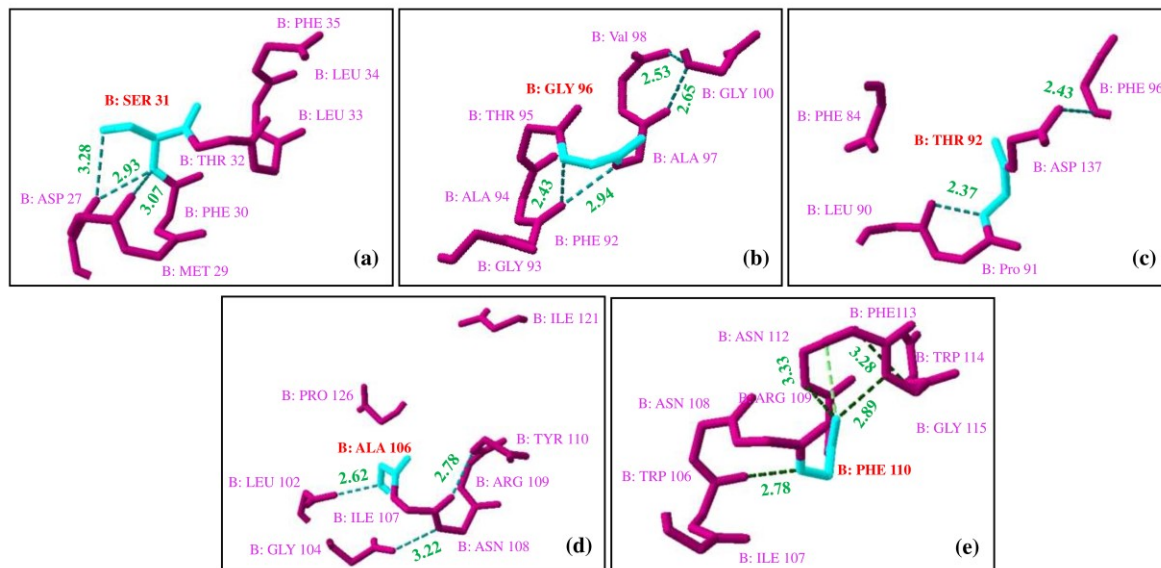 B: PHE 35
B: LEU 34
B: SER 31
B: LEU 33
3.28
2.93
B: THR 32
3.07
B: ASP 27
B: PHE 30
B: MET 29
(a)
B: Val 98
2.53
B: GLY 96
2.65
B: GLY 100
B: THR 95
B: ALA 97
2.43
B: ALA 94
2.94
B: PHE 92
B: GLY 93
(b)
2.43
B: PHE 96
B: PHE 84
B: THR 92
B: ASP 137
2.37
B: LEU 90
B: Pro 91
(c)
B: ILE 121
B: PRO 126
B: ALA 106
B: TYR 110
2.78
2.62
B: LEU 102
B: ARG 109
B: ILE 107
B: GLY 104
3.22
B: ASN 108
(d)
B: PHE113
B: ASN 112
3.28
B: TRP 114
3.33
B: ARG 109
B: ASN 108
2.89
B: GLY 115
B: TRP 106
B: PHE 110
2.78
B: ILE 107
(e)